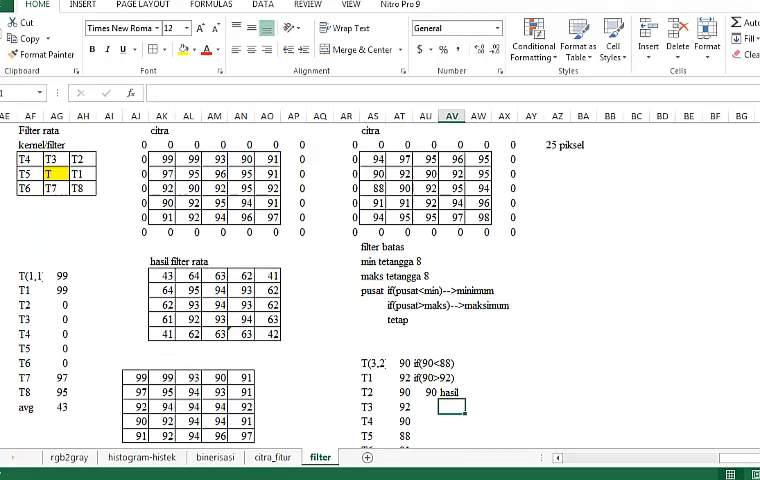 HOME INSERT PAGE LAYOUT FORMULAS DATA REVIEW VIEW Nitro Pro 9
Cut Times New Roma 12 A A Wrap Text General Auto
Copy B I U A Merge & Center $ % , Conditional Formatting Format as Table Cell Styles Insert Delete Format Fill
Format Painter Clea
Clipboard Font Alignment Number Styles Cells
fx
AE AF AG AH AI AJ AK AL AM AN AO AP AQ AR AS AT AU AV AW AX AY AZ BA BB BC BD BE BF BG
Filter rata citra citra
kernel/filter 0 0 0 0 0 0 0 0 0 0 0 0 0 0 25 piksel
T4 T3 T2 0 99 99 93 90 91 0 0 94 97 95 96 95 0
T5 T T1 0 97 95 96 95 91 0 0 90 92 90 92 95 0
T6 T7 T8 0 92 90 92 95 92 0 0 88 90 92 95 94 0
0 90 92 95 94 91 0 0 91 91 92 94 96 0
0 91 92 94 96 97 0 0 94 95 95 97 98 0
0 0 0 0 0 0 0 0 0 0 0 0 0 0
filter batas
hasil filter rata min tetangga 8
T(1,1) 99 43 64 63 62 41 maks tetangga 8
T1 99 64 95 94 93 62 pusat if(pusat<min)-->minimum
T2 0 62 93 94 93 62 if(pusat>maks)-->maksimum
T3 0 61 92 93 94 63 tetap
T4 0 41 62 63 63 42
T5 0
T6 0 T(3,2) 90 if(90<88)
T7 97 99 99 93 90 91 T1 92 if(90>92)
T8 95 97 95 94 93 91 T2 90 90 hasil
avg 43 92 94 94 94 92 T3 92
90 92 94 94 91 T4 90
91 92 94 96 97 T5 88
rgb2gray histogram-histek binerisasi citra_fitur filter